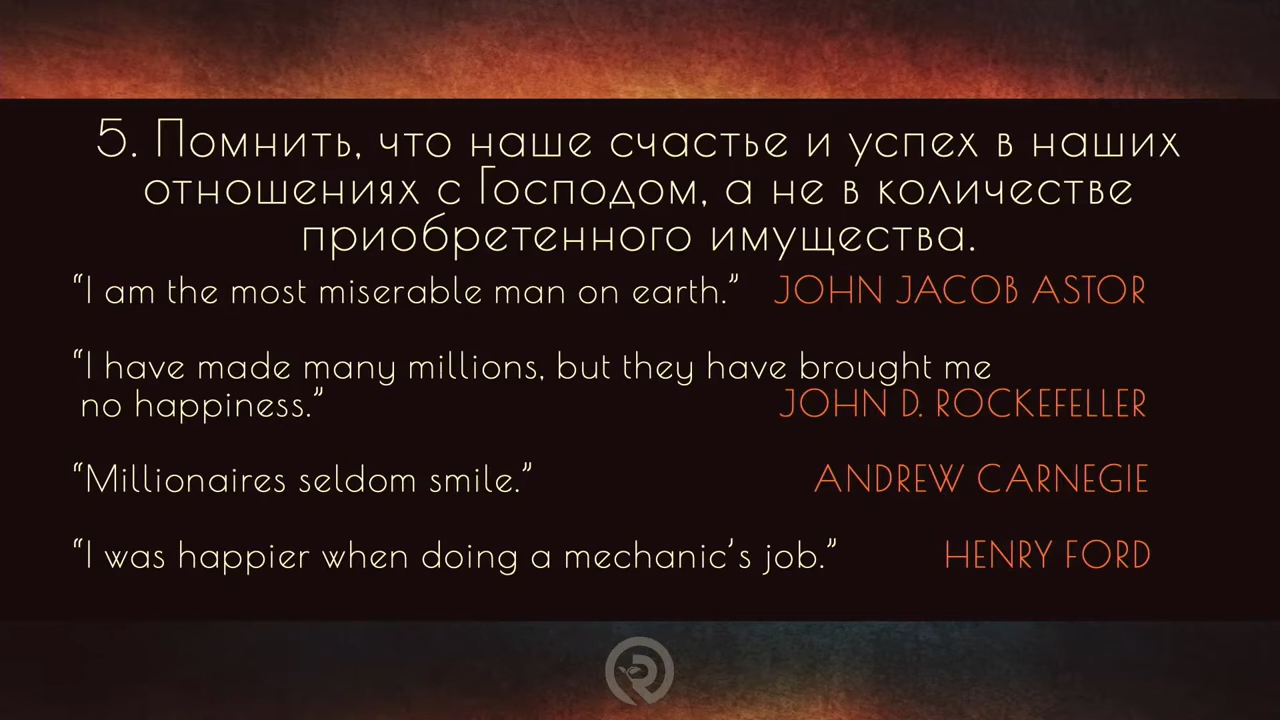 5. Помнить, что наше счастье и успех в наших
отношениях с Господом, а не в количестве
приобретенного имущества.
“I am the most miserable man on earth.” JOHN JACOB ASTOR
“I have made many millions, but they have brought me
no happiness.” JOHN D. ROCKEFELLER
“Millionaires seldom smile.” ANDREW CARNEGIE
“I was happier when doing a mechanic’s job.” HENRY FORD